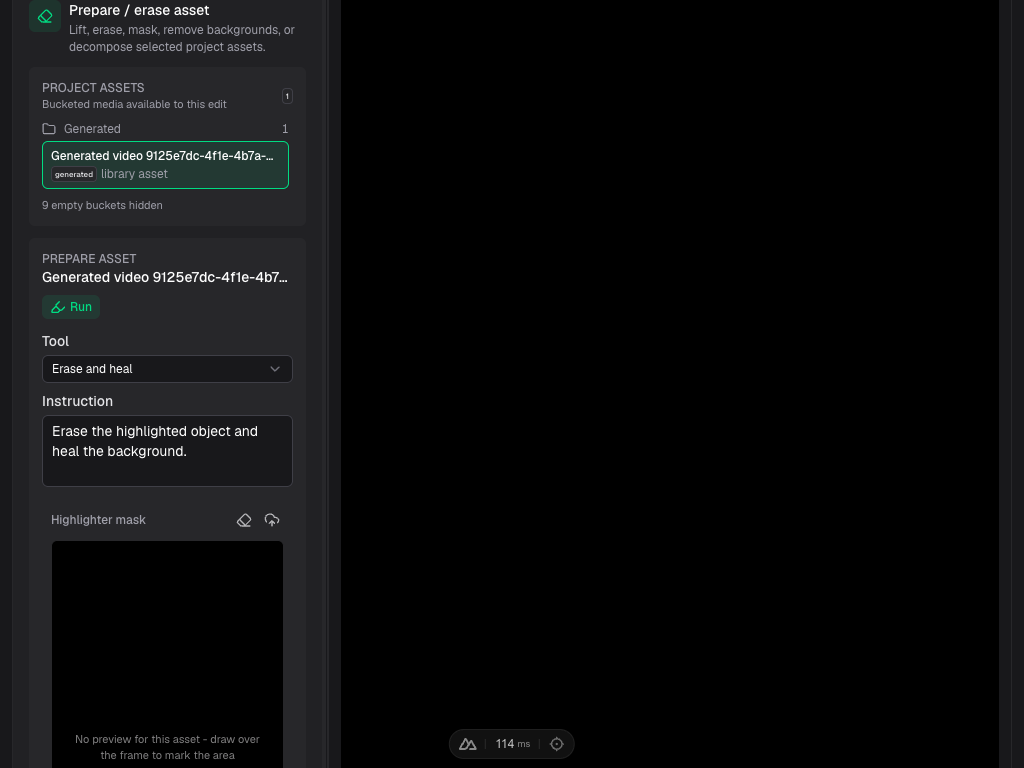 Prepare / erase asset
Lift, erase, mask, remove backgrounds, or
decompose selected project assets.
PROJECT ASSETS
Bucketed media available to this edit
1
Generated
1
Generated video 9125e7dc-4f1e-4b7a-...
generated library asset
9 empty buckets hidden
PREPARE ASSET
Generated video 9125e7dc-4f1e-4b7...
Run
Tool
Erase and heal
Instruction
Erase the highlighted object and
heal the background.
Highlighter mask
No preview for this asset - draw over
the frame to mark the area
114 ms